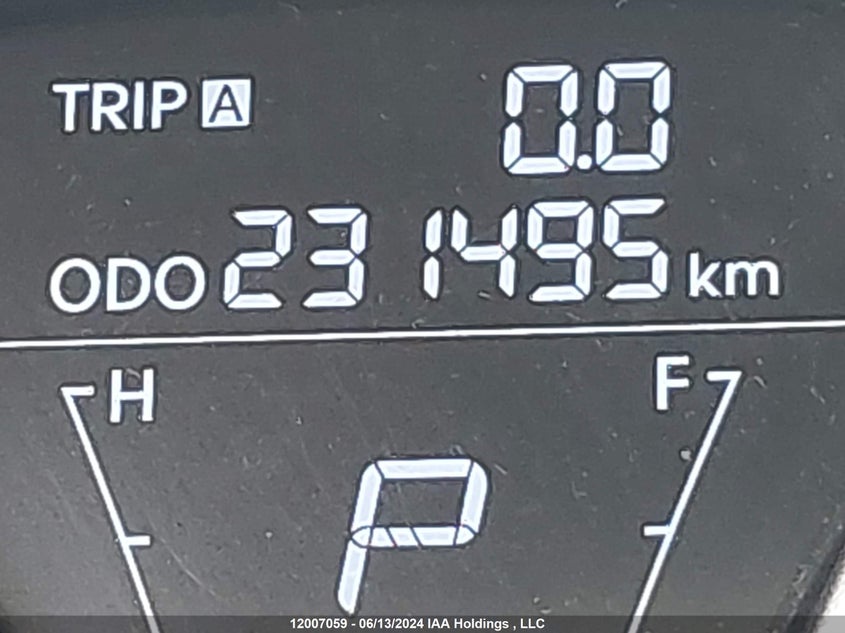 TRIP A 0.0
ODO 231495 km
H F
P
12007059 - 06/13/2024 IAA Holdings , LLC